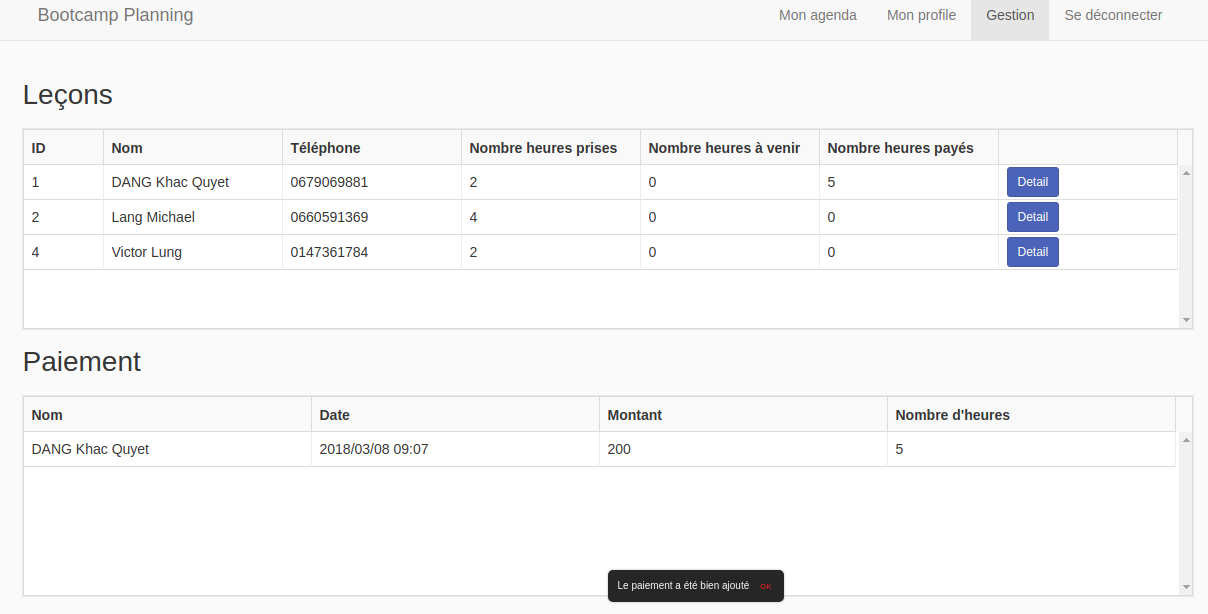 Bootcamp Planning Mon agenda Mon profile Gestion Se déconnecter
Leçons
ID Nom Téléphone Nombre heures prises Nombre heures à venir Nombre heures payés
1 DANG Khac Quyet 0679069881 2 0 5 Detail
2 Lang Michael 0660591369 4 0 0 Detail
4 Victor Lung 0147361784 2 0 0 Detail
Paiement
Nom Date Montant Nombre d'heures
DANG Khac Quyet 2018/03/08 09:07 200 5
Le paiement a été bien ajouté OK